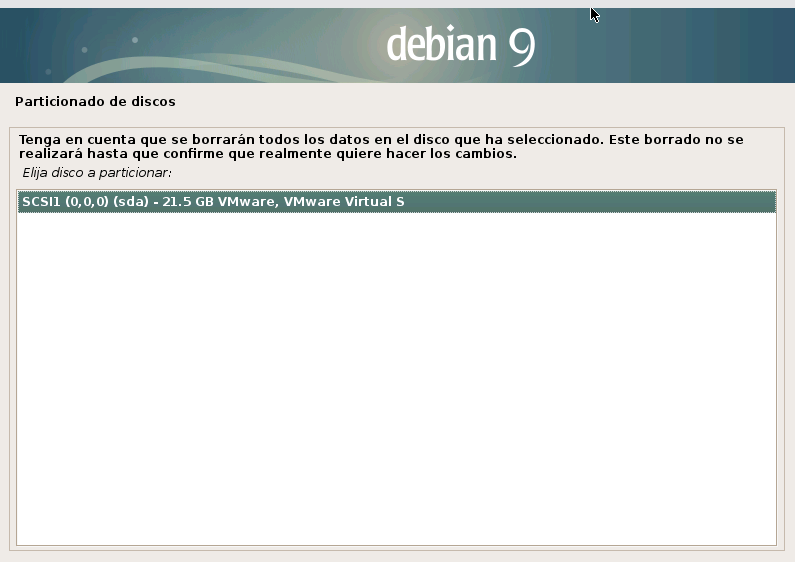 debian 9
Particionado de discos
Tenga en cuenta que se borrarán todos los datos en el disco que ha seleccionado. Este borrado no se
realizará hasta que confirme que realmente quiere hacer los cambios.
Elija disco a particionar:
SCSI1 (0,0,0) (sda) - 21.5 GB VMware, VMware Virtual S